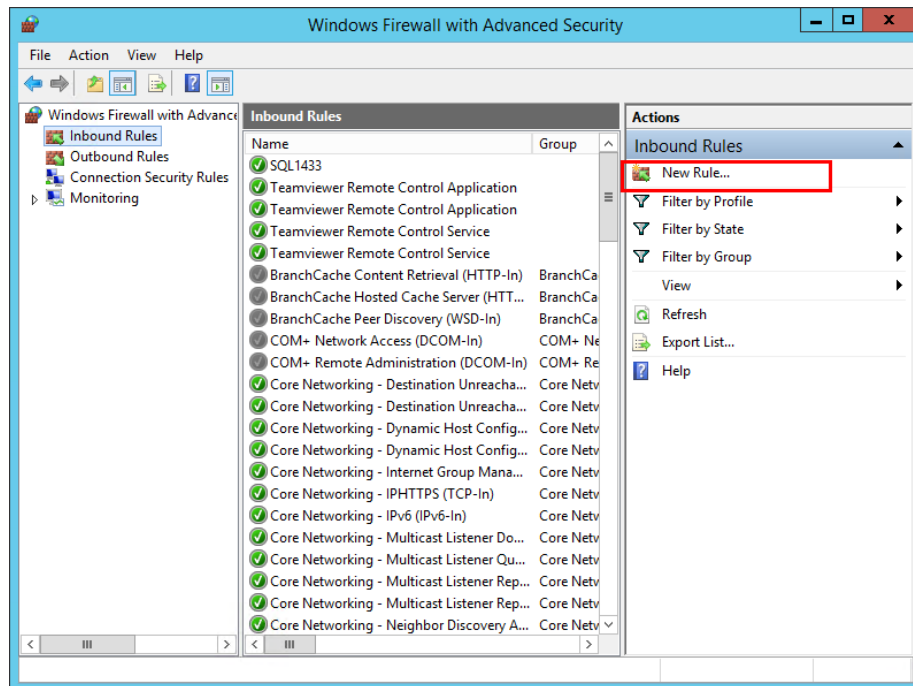 Windows Firewall with Advanced Security
File Action View Help
Windows Firewall with Advance
Inbound Rules
Outbound Rules
Connection Security Rules
Monitoring
Inbound Rules
Name Group
SQL1433
Teamviewer Remote Control Application
Teamviewer Remote Control Application
Teamviewer Remote Control Service
Teamviewer Remote Control Service
BranchCache Content Retrieval (HTTP-In) BranchCa
BranchCache Hosted Cache Server (HTT... BranchCa
BranchCache Peer Discovery (WSD-In) BranchCa
COM+ Network Access (DCOM-In) COM+ Ne
COM+ Remote Administration (DCOM-In) COM+ Re
Core Networking - Destination Unreacha... Core Netv
Core Networking - Destination Unreacha... Core Netv
Core Networking - Dynamic Host Config... Core Netv
Core Networking - Dynamic Host Config... Core Netv
Core Networking - Internet Group Mana... Core Netv
Core Networking - IPHTTPS (TCP-In) Core Netv
Core Networking - IPv6 (IPv6-In) Core Netv
Core Networking - Multicast Listener Do... Core Netv
Core Networking - Multicast Listener Qu... Core Netv
Core Networking - Multicast Listener Rep... Core Netv
Core Networking - Multicast Listener Rep... Core Netv
Core Networking - Neighbor Discovery A... Core Netv
Actions
Inbound Rules
New Rule...
Filter by Profile
Filter by State
Filter by Group
View
Refresh
Export List...
Help